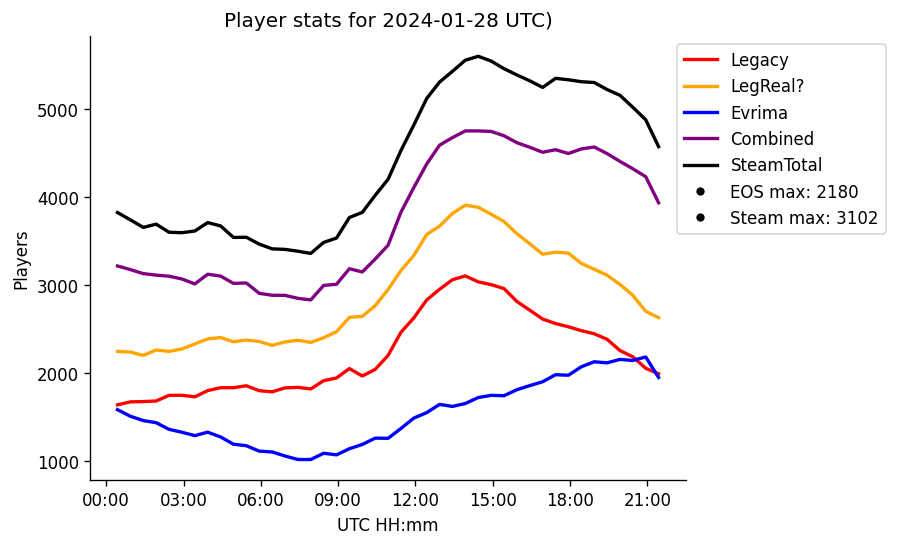 Player stats for 2024-01-28 UTC)
Legacy
LegReal?
Evrima
Combined
SteamTotal
EOS max: 2180
Steam max: 3102
Players
5000
4000
3000
2000
1000
00:00 03:00 06:00 09:00 12:00 15:00 18:00 21:00
UTC HH:mm